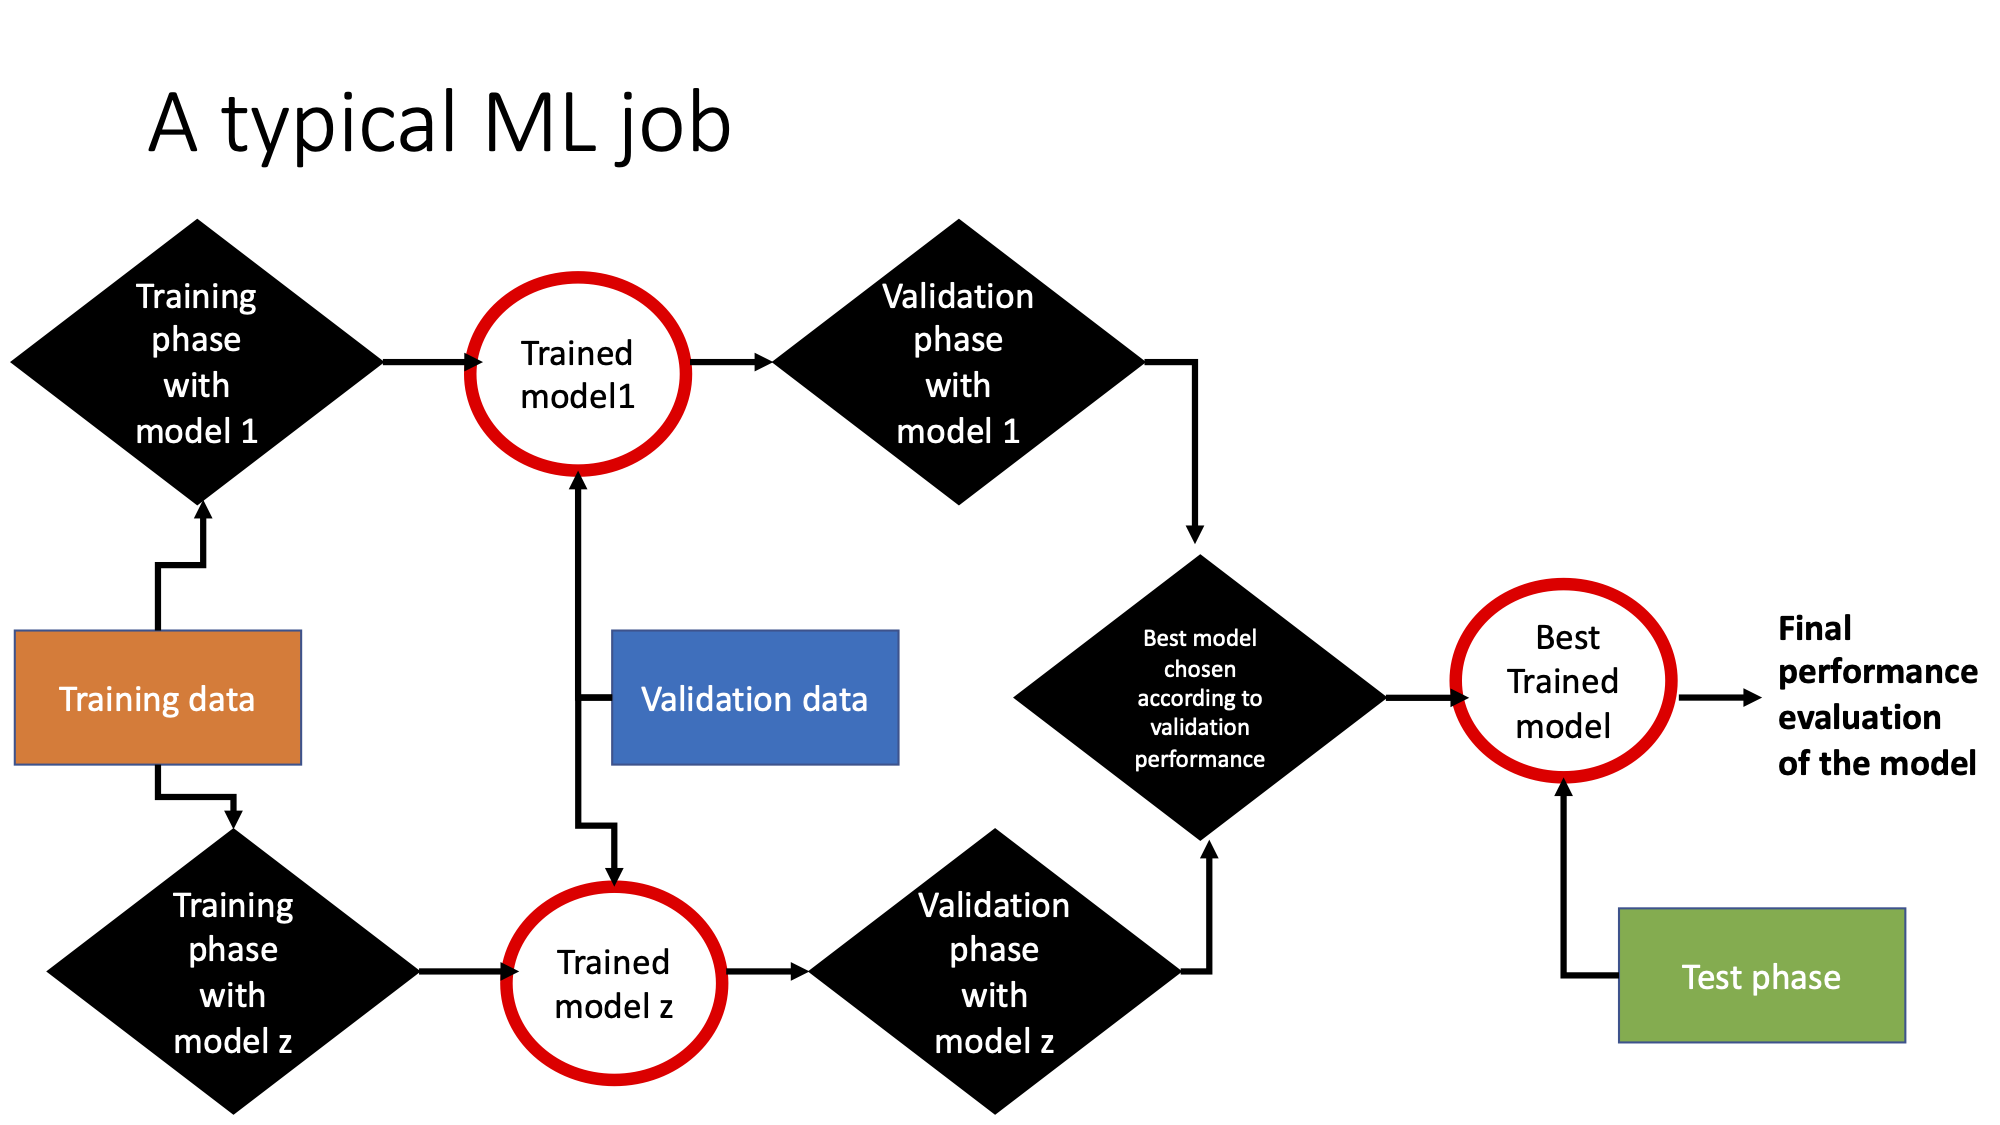 A typical ML job
Training
phase
with
model 1
Trained
model1
Validation
phase
with
model 1
Training data
Validation data
Best model
chosen
according to
validation
performance
Best
Trained
model
Final
performance
evaluation
of the model
Training
phase
with
model z
Trained
model z
Validation
phase
with
model z
Test phase